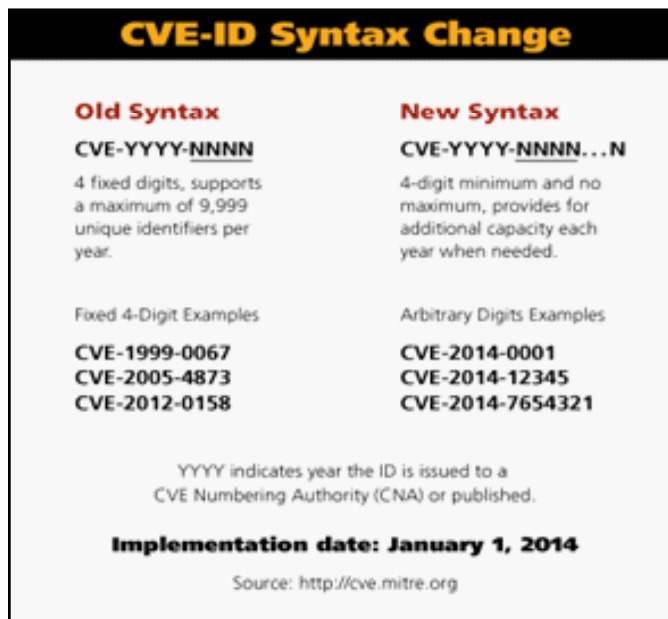 CVE-ID Syntax Change
Old Syntax
CVE-YYYY-NNNN
4 fixed digits, supports
a maximum of 9,999
unique identifiers per
year.
Fixed 4-Digit Examples
CVE-1999-0067
CVE-2005-4873
CVE-2012-0158
New Syntax
CVE-YYYY-NNNN...N
4-digit minimum and no
maximum, provides for
additional capacity each
year when needed.
Arbitrary Digits Examples
CVE-2014-0001
CVE-2014-12345
CVE-2014-7654321
YYYY indicates year the ID is issued to a
CVE Numbering Authority (CNA) or published.
Implementation date: January 1, 2014
Source: http://cve.mitre.org